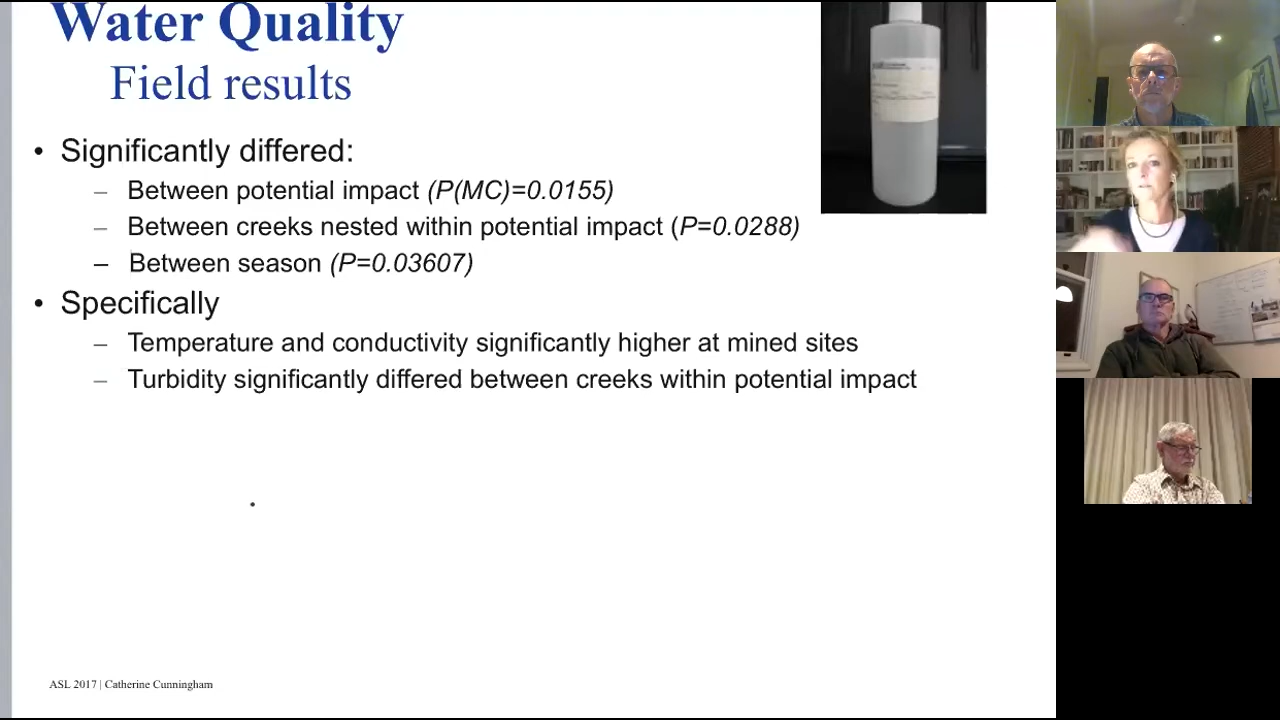 Water Quality
Field results
• Significantly differed:
– Between potential impact (P(MC)=0.0155)
– Between creeks nested within potential impact (P=0.0288)
– Between season (P=0.03607)
• Specifically
– Temperature and conductivity significantly higher at mined sites
– Turbidity significantly differed between creeks within potential impact
ASL 2017 | Catherine Cunningham